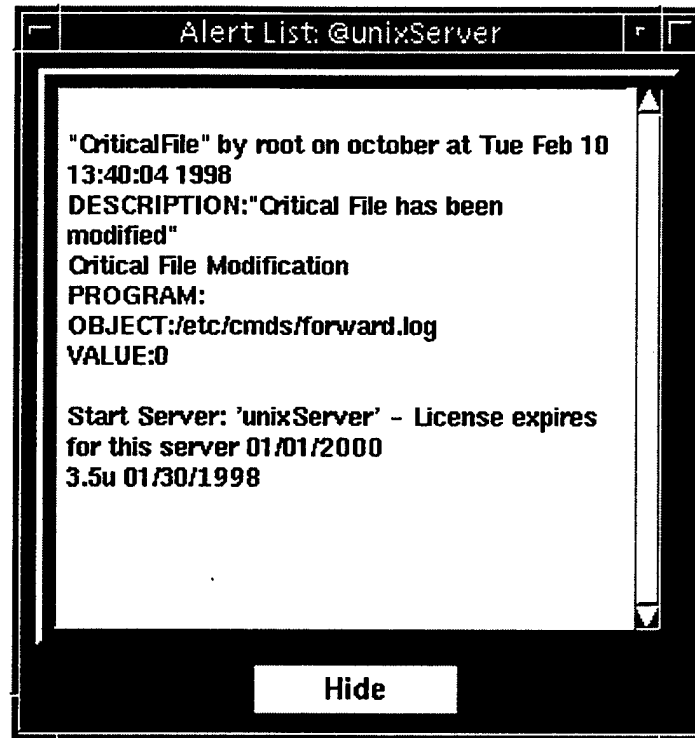 Alert List: @unixServer
"CriticalFile" by root on october at Tue Feb 10
13:40:04 1998
DESCRIPTION:"Critical File has been
modified"
Critical File Modification
PROGRAM:
OBJECT:/etc/cmds/forward.log
VALUE:0
Start Server: 'unixServer' - License expires
for this server 01/01/2000
3.5u 01/30/1998
Hide